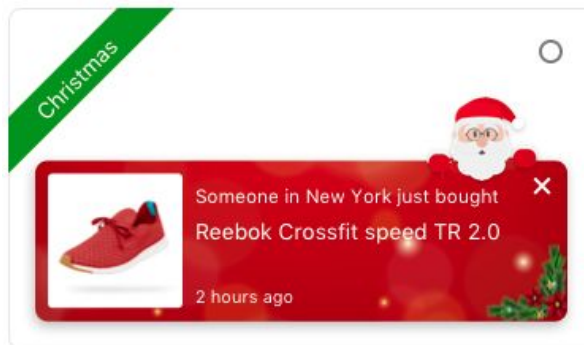 Christmas
Someone in New York just bought
Reebok Crossfit speed TR 2.0
2 hours ago